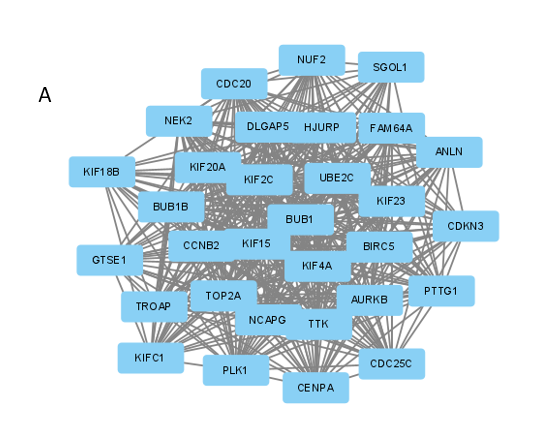 A
NUF2
SGOL1
CDC20
NEK2
DLGAP5
HJURP
FAM64A
ANLN
KIF18B
KIF20A
KIF2C
UBE2C
KIF23
BUB1B
BUB1
CDKN3
CCNB2
KIF15
BIRC5
GTSE1
KIF4A
TOP2A
AURKB
PTTG1
TROAP
NCAPG
TTK
KIFC1
PLK1
CDC25C
CENPA